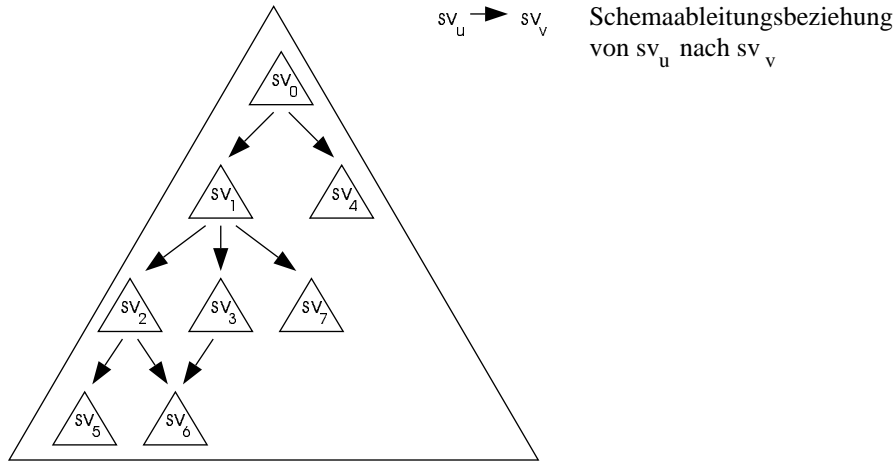 sv_u → sv_v Schemaableitungsbeziehung
von sv_u nach sv_v
sv_0
sv_1 sv_4
sv_2 sv_3 sv_7
sv_5 sv_6